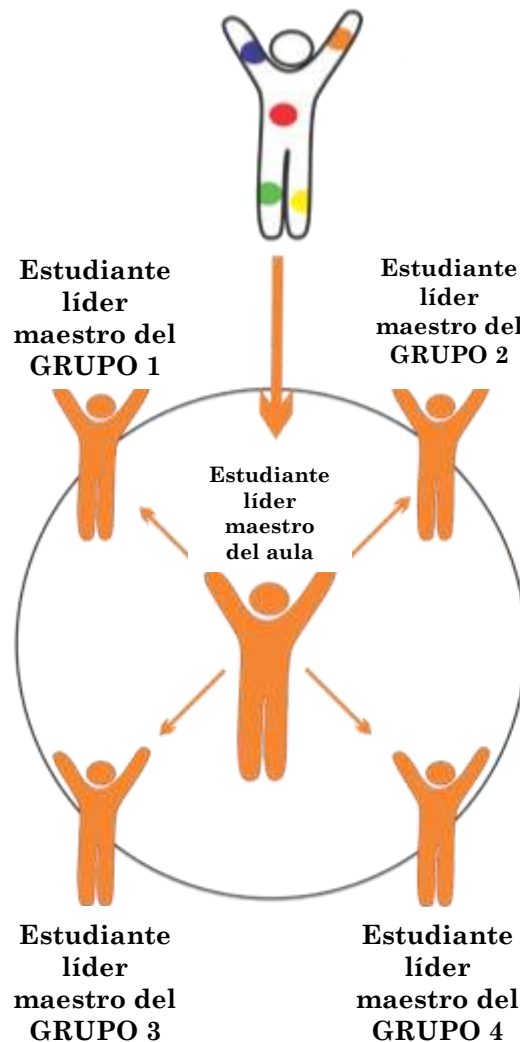 Estudiante
líder
maestro del
GRUPO 1
Estudiante
líder
maestro del
GRUPO 2
Estudiante
líder
maestro
del aula
Estudiante
líder
maestro del
GRUPO 3
Estudiante
líder
maestro del
GRUPO 4